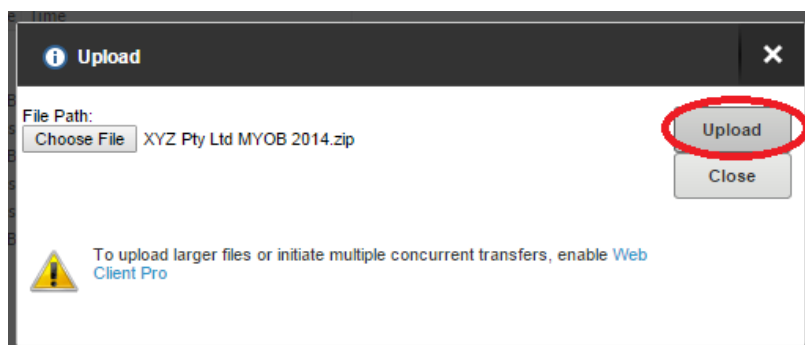 Time
Upload
File Path:
Choose File XYZ Pty Ltd MYOB 2014.zip
Upload
Close
To upload larger files or initiate multiple concurrent transfers, enable Web
Client Pro